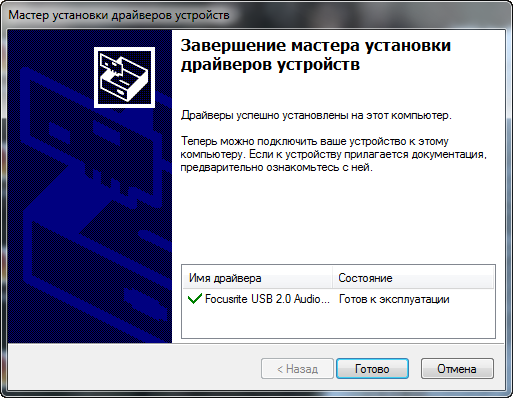 Мастер установки драйверов устройств
Завершение мастера установки
драйверов устройств
Драйверы успешно установлены на этот компьютер.
Теперь можно подключить ваше устройство к этому
компьютеру. Если к устройству прилагается документация,
предварительно ознакомьтесь с ней.
Имя драйвера Состояние
Focusrite USB 2.0 Audio... Готов к эксплуатации
< Назад Готово Отмена